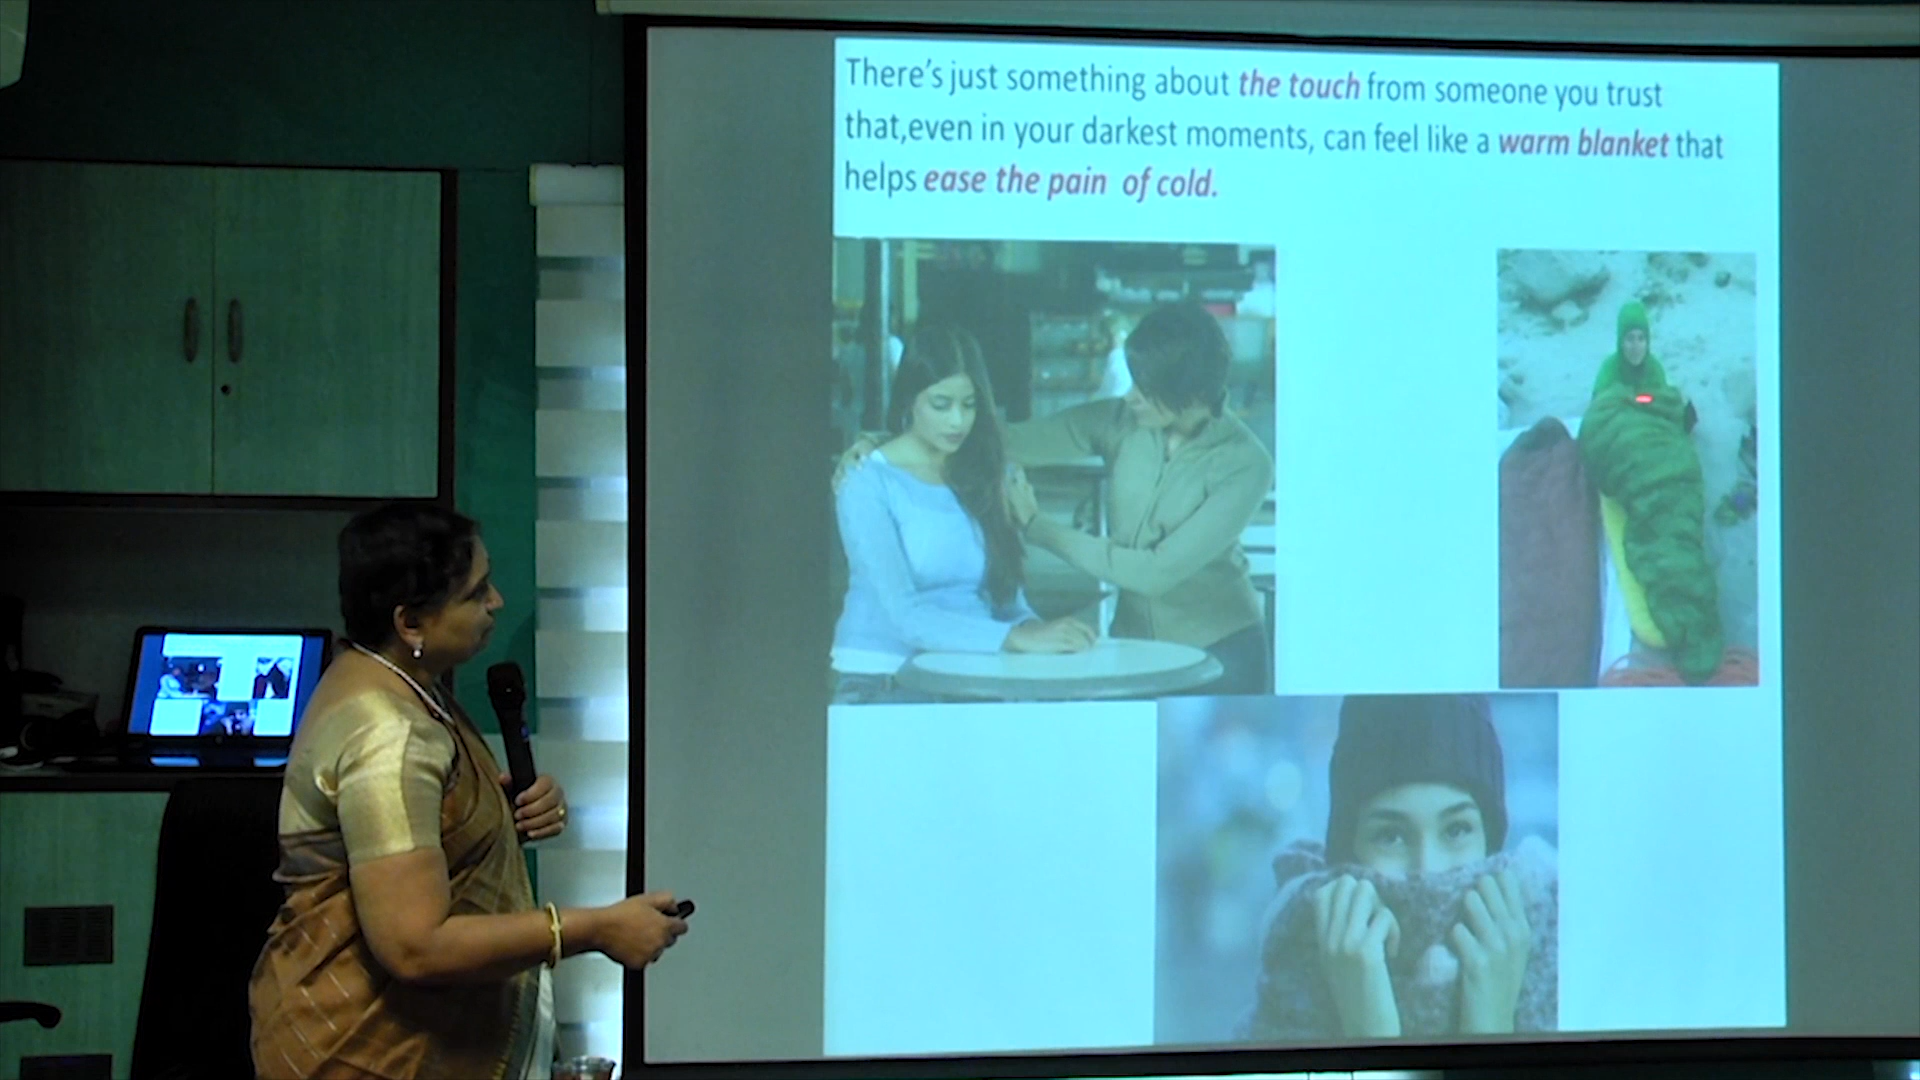 There's just something about the touch from someone you trust
that,even in your darkest moments, can feel like a warm blanket that
helps ease the pain of cold.